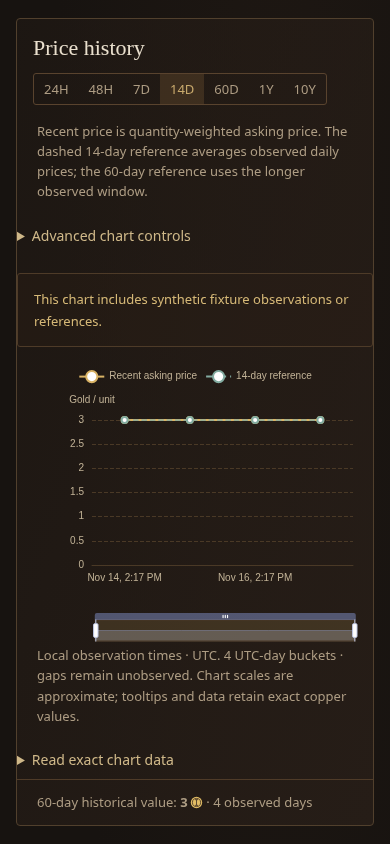 Price history
24H 48H 7D 14D 60D 1Y 10Y
Recent price is quantity-weighted asking price. The
dashed 14-day reference averages observed daily
prices; the 60-day reference uses the longer
observed window.
Advanced chart controls
This chart includes synthetic fixture observations or
references.
Recent asking price 14-day reference
Gold / unit
3
2.5
2
1.5
1
0.5
0
Nov 14, 2:17 PM Nov 16, 2:17 PM
Local observation times · UTC. 4 UTC-day buckets ·
gaps remain unobserved. Chart scales are
approximate; tooltips and data retain exact copper
values.
Read exact chart data
60-day historical value: 3 · 4 observed days